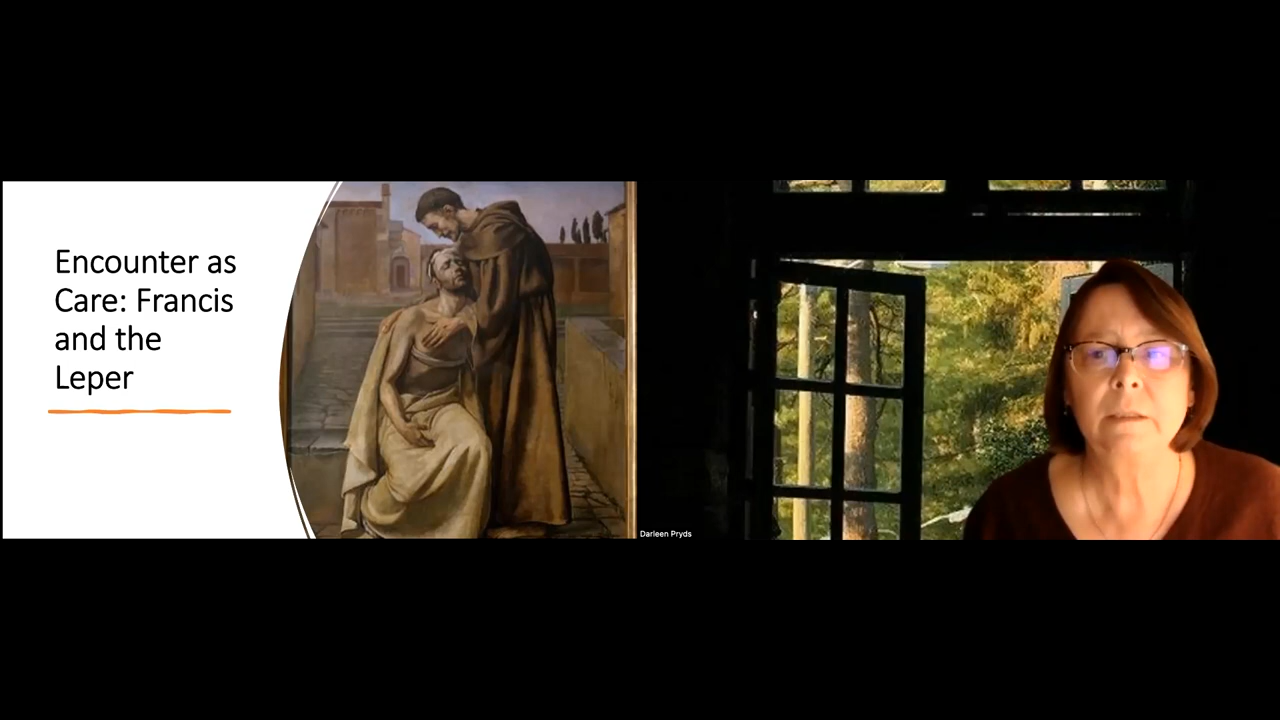 Encounter as
Care: Francis
and the
Leper
Darleen Pryds